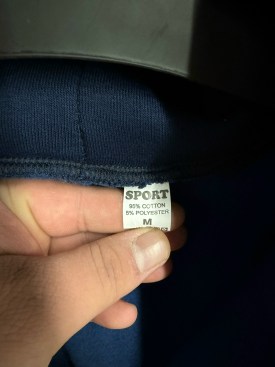 SPORT
95% COTTON
5% POLYESTER
M